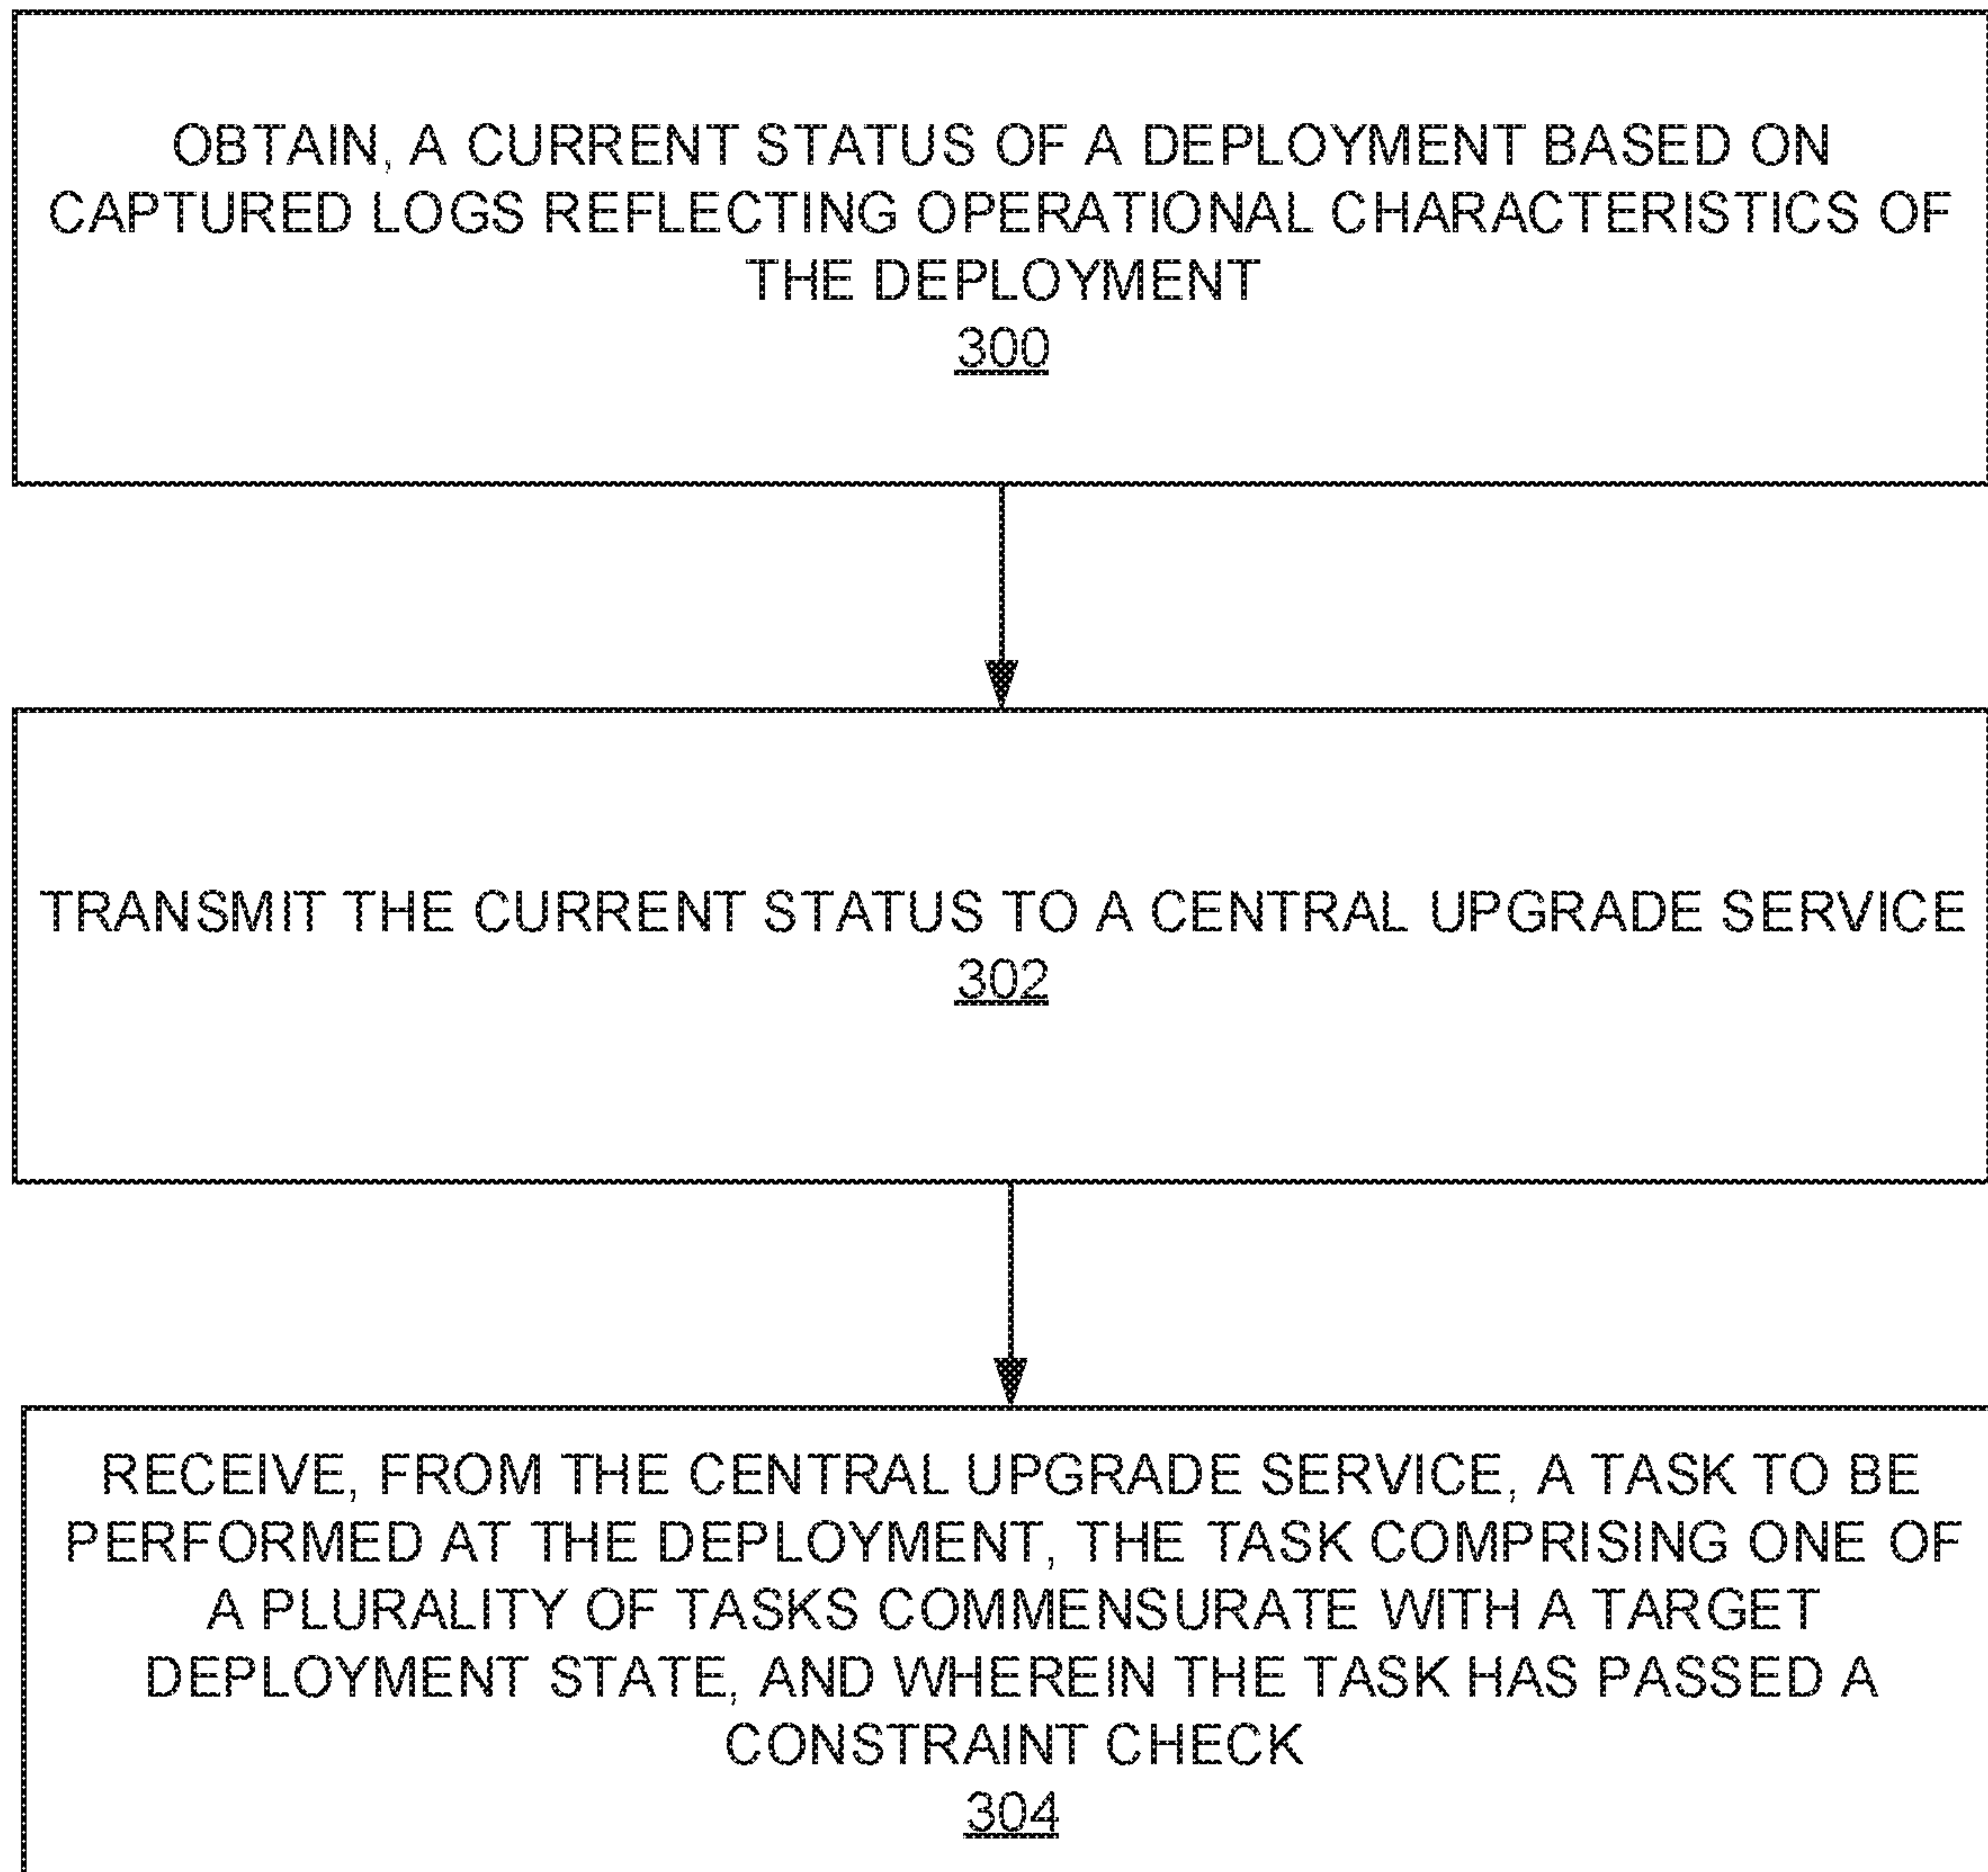 OBTAIN, A CURRENT STATUS OF A DEPLOYMENT BASED ON
CAPTURED LOGS REFLECTING OPERATIONAL CHARACTERISTICS OF
THE DEPLOYMENT
300
TRANSMIT THE CURRENT STATUS TO A CENTRAL UPGRADE SERVICE
302
RECEIVE, FROM THE CENTRAL UPGRADE SERVICE, A TASK TO BE
PERFORMED AT THE DEPLOYMENT, THE TASK COMPRISING ONE OF
A PLURALITY OF TASKS COMMENSURATE WITH A TARGET
DEPLOYMENT STATE, AND WHEREIN THE TASK HAS PASSED A
CONSTRAINT CHECK
304